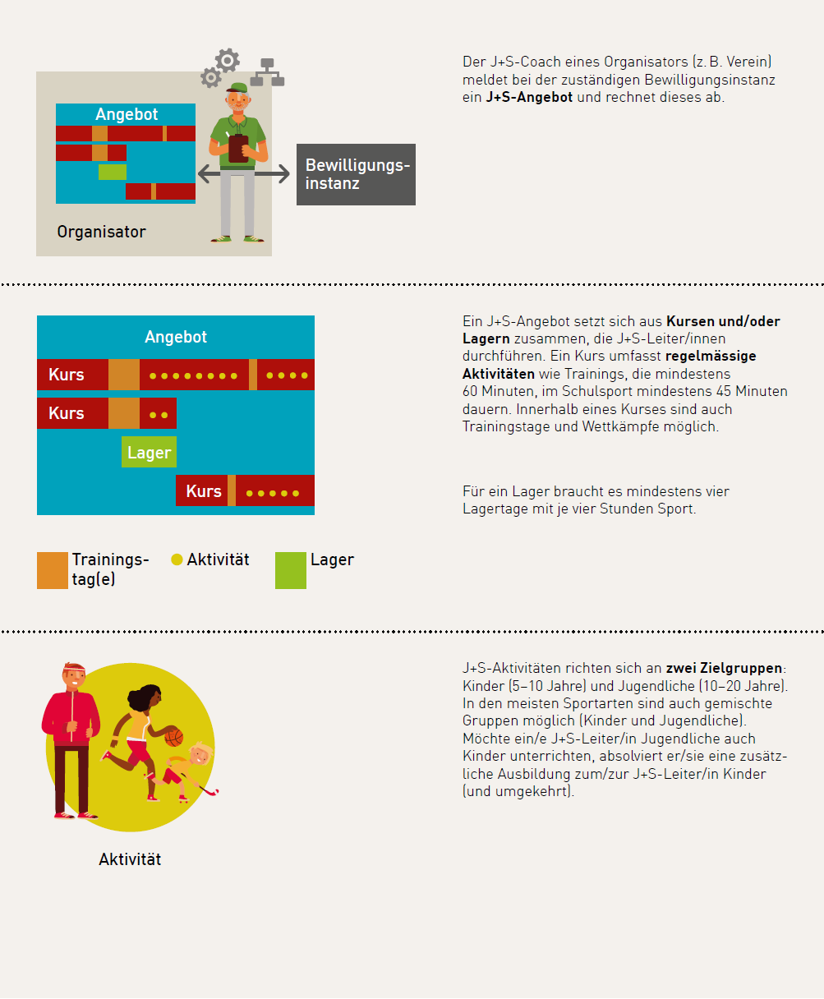 Der J+S-Coach eines Organisators (z. B. Verein)
meldet bei der zuständigen Bewilligungsinstanz
ein J+S-Angebot und rechnet dieses ab.
Angebot
Bewilligungs-
instanz
Organisator
Angebot
Kurs
Kurs
Lager
Kurs
Ein J+S-Angebot setzt sich aus Kursen und/oder
Lagern zusammen, die J+S-Leiter/innen
durchführen. Ein Kurs umfasst regelmässige
Aktivitäten wie Trainings, die mindestens
60 Minuten, im Schulsport mindestens 45 Minuten
dauern. Innerhalb eines Kurses sind auch
Trainingstage und Wettkämpfe möglich.
Für ein Lager braucht es mindestens vier
Lagertage mit je vier Stunden Sport.
Trainings-
tag(e)
Aktivität
Lager
J+S-Aktivitäten richten sich an zwei Zielgruppen:
Kinder (5–10 Jahre) und Jugendliche (10–20 Jahre).
In den meisten Sportarten sind auch gemischte
Gruppen möglich (Kinder und Jugendliche).
Möchte ein/e J+S-Leiter/in Jugendliche auch
Kinder unterrichten, absolviert er/sie eine zusätz-
liche Ausbildung zum/zur J+S-Leiter/in Kinder
(und umgekehrt).
Aktivität